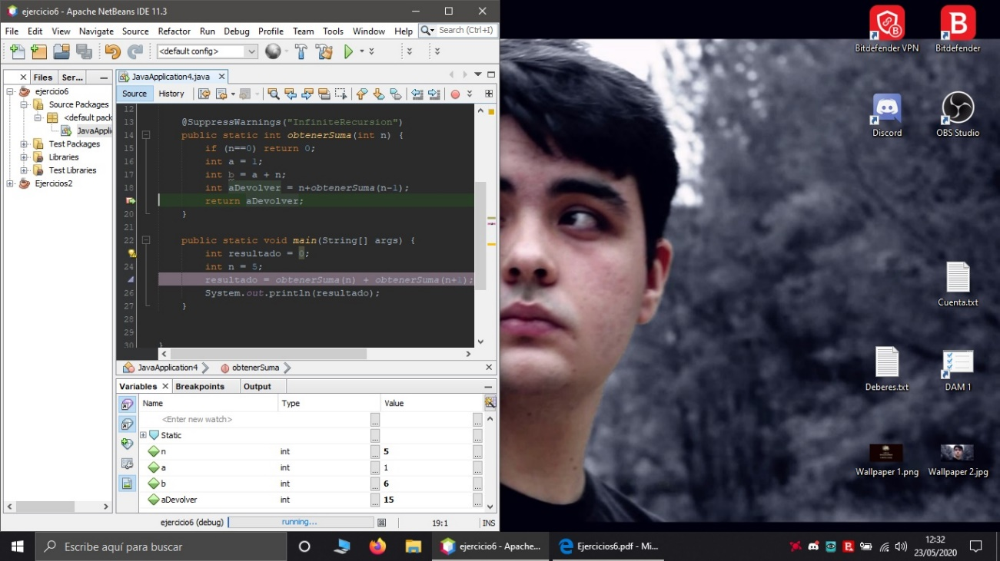 ejercicio6 - Apache NetBeans IDE 11.3
File Edit View Navigate Source Refactor Run Debug Profile Team Tools Window Help Search (Ctrl+I)
<default config>
Files Ser...
ejercicio6
Source Packages
<default pack
JavaAppli
Test Packages
Libraries
Test Libraries
Ejercicios2
JavaApplication4.java
Source History
12
13 @SuppressWarnings("InfiniteRecursion")
14 public static int obtenerSuma(int n) {
15 if (n==0) return 0;
16 int a = 1;
17 int b = a + n;
18 int aDevolver = n+obtenerSuma(n-1);
return aDevolver;
20 }
21
22 public static void main(String[] args) {
int resultado = 0;
24 int n = 5;
resultado = obtenerSuma(n) + obtenerSuma(n+1);
26 System.out.println(resultado);
27 }
28
29
30 }
JavaApplication4 obtenerSuma
Variables Breakpoints Output
Name Type Value
<Enter new watch>
Static
n int 5
a int 1
b int 6
aDevolver int 15
ejercicio6 (debug) running... 19:1 INS
Bitdefender VPN
Bitdefender
Discord
OBS Studio
Cuenta.txt
Deberes.txt
DAM 1
Wallpaper 1.png
Wallpaper 2.jpg
Escribe aquí para buscar
ejercicio6 - Apache...
Ejercicios6.pdf - Mi...
12:32
23/05/2020